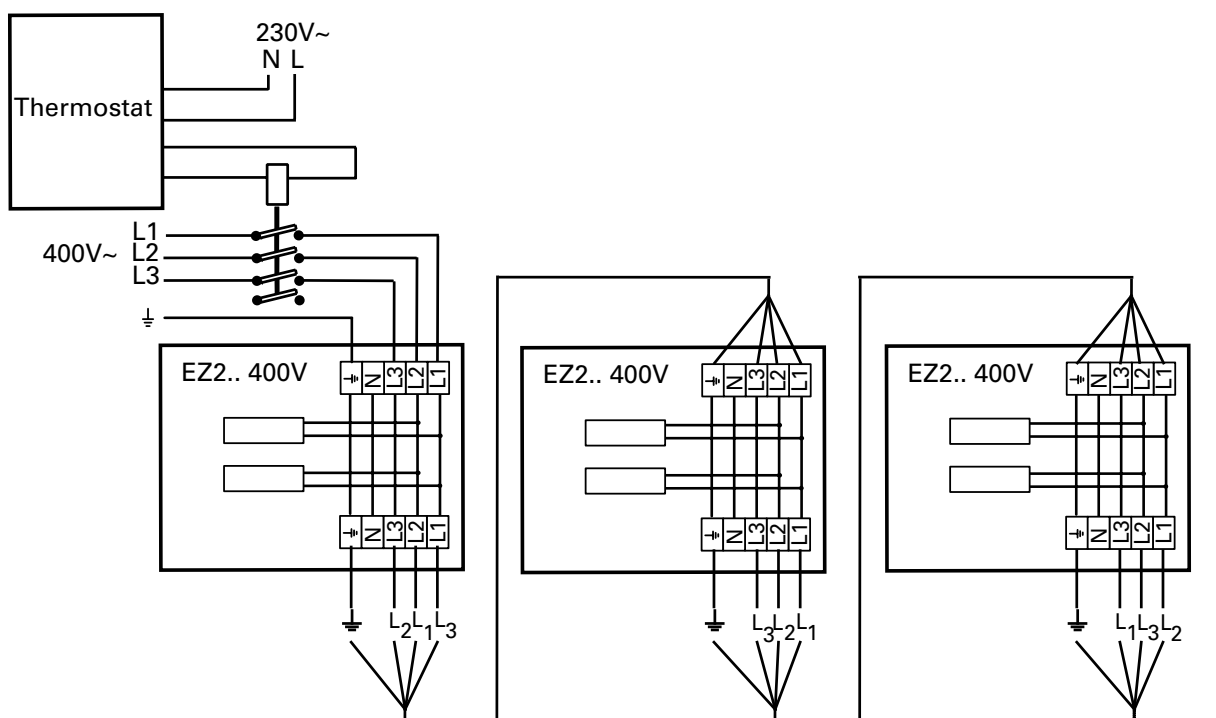 230V~
N L
Thermostat
L1
400V~ L2
L3
EZ2.. 400V
N L3 L2 L1
N L3 L2 L1
L2 L1 L3
EZ2.. 400V
N L3 L2 L1
N L3 L2 L1
L3 L2 L1
EZ2.. 400V
N L3 L2 L1
N L3 L2 L1
L1 L3 L2